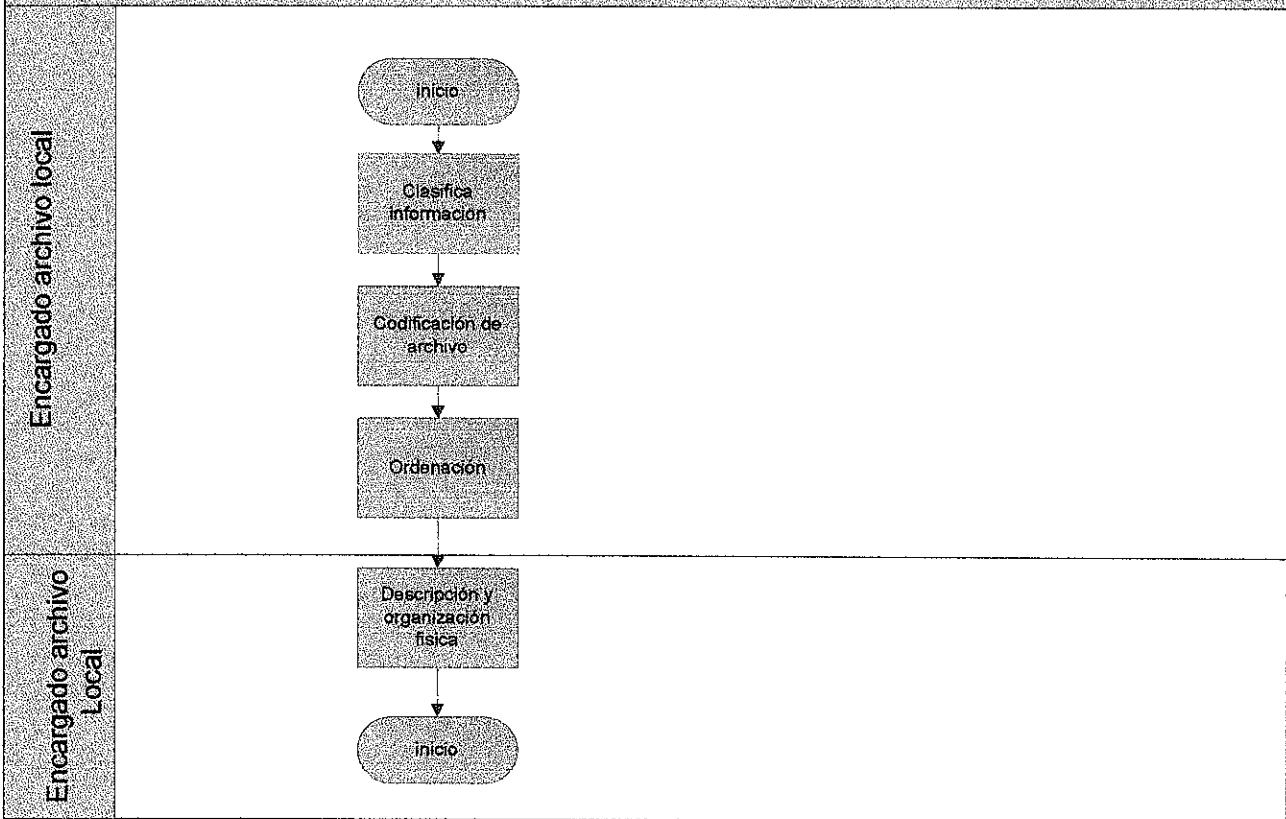 Encargado archivo local
inicio
Clasifica
información
Codificación de
archivo
Ordenación
Encargado archivo
Local
Descripción y
organización
física
inicio